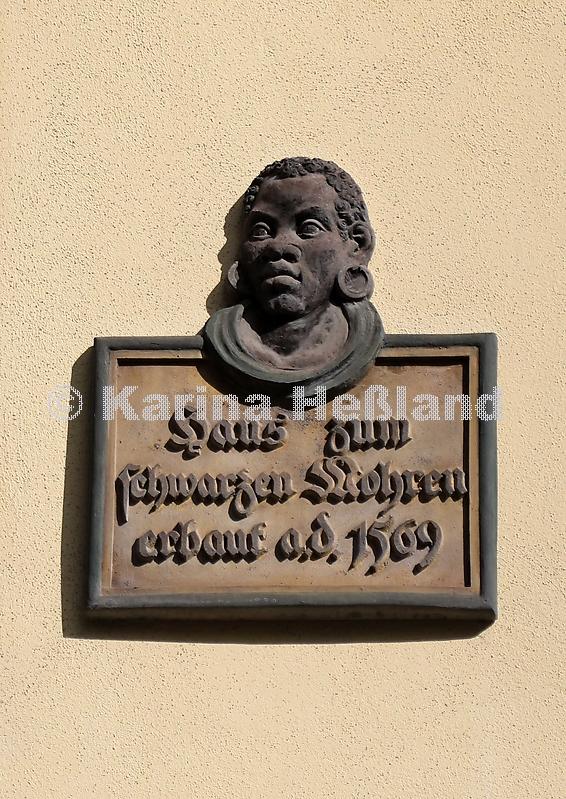 © Karina Heßland
Haus zum
schwarzen Mohren
erbaut a.d. 1569